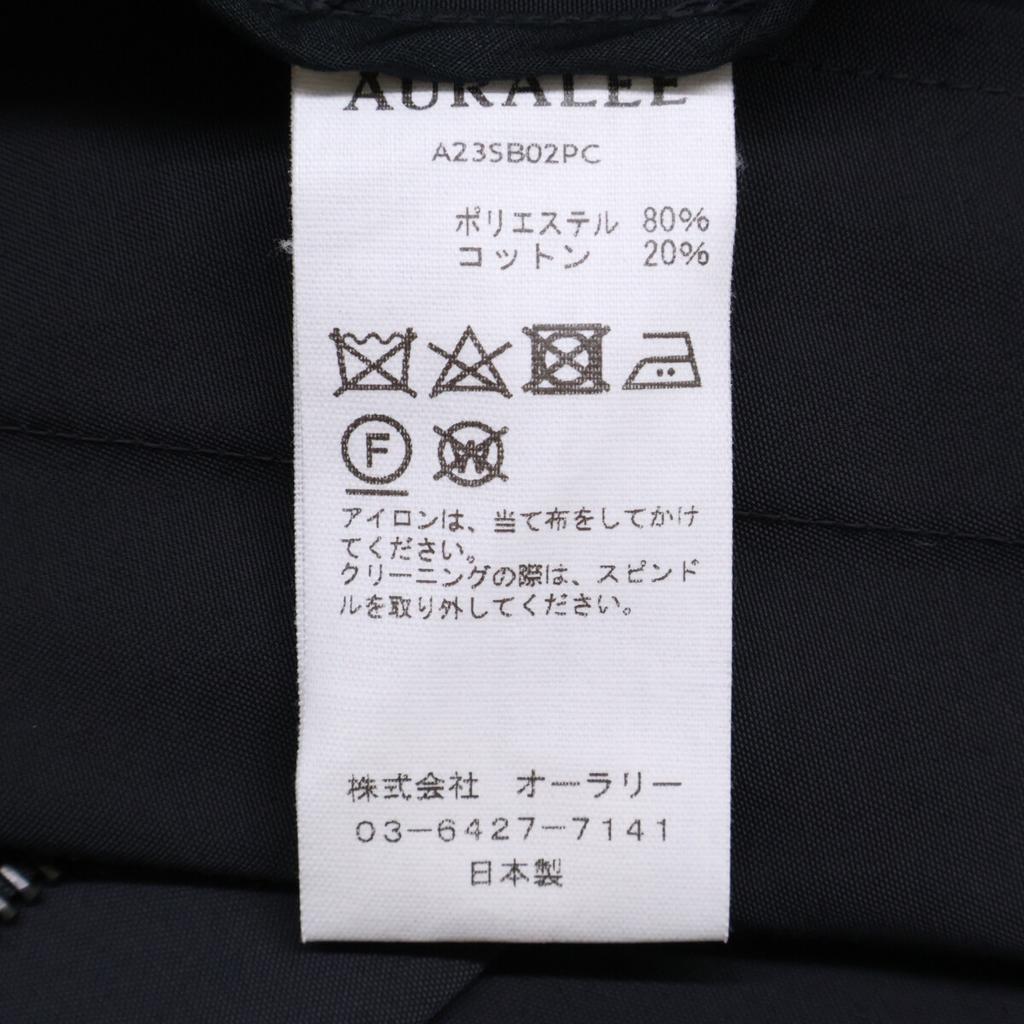 AURALEE
A23SB02PC
ポリエステル 80%
コットン 20%
F
W
アイロンは、当て布をしてかけ
てください。
クリーニングの際は、スピンド
ルを取り外してください。
株式会社 オーラリー
03-6427-7141
日本製